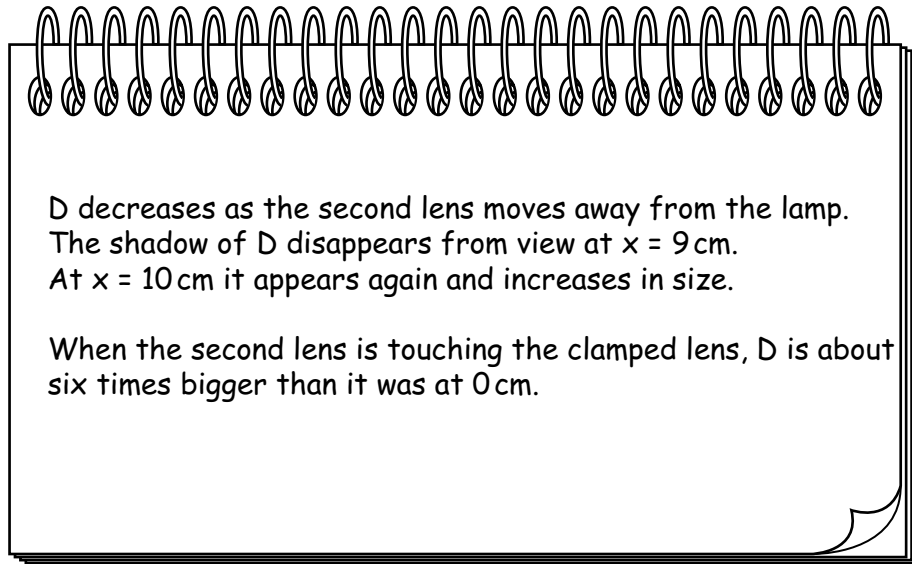 D decreases as the second lens moves away from the lamp.
The shadow of D disappears from view at x = 9 cm.
At x = 10 cm it appears again and increases in size.
When the second lens is touching the clamped lens, D is about
six times bigger than it was at 0 cm.